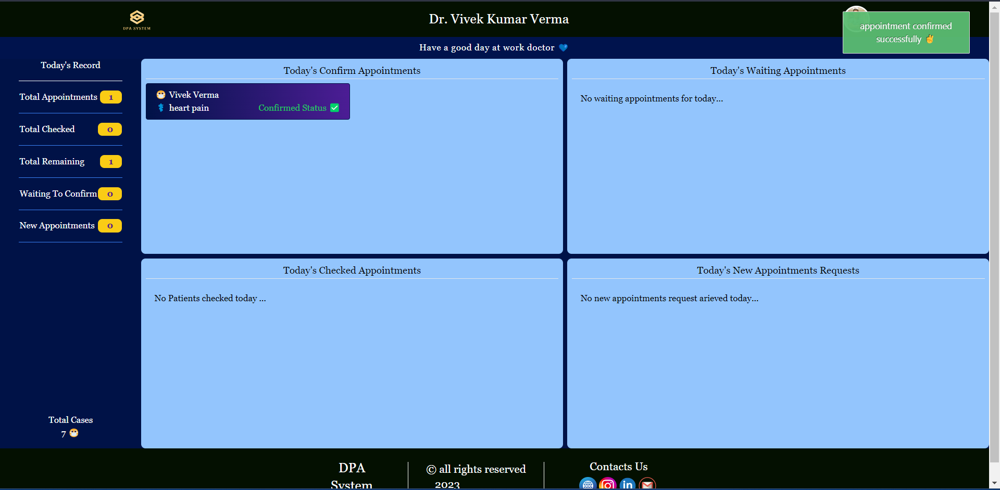 DPA SYSTEM
Dr. Vivek Kumar Verma
appointment confirmed
successfully ✌
Have a good day at work doctor 💙
Today's Record
Total Appointments 1
Total Checked 0
Total Remaining 1
Waiting To Confirm 0
New Appointments 0
Total Cases
7 😷
Today's Confirm Appointments
😷 Vivek Verma
⚕ heart pain
Confirmed Status ✅
Today's Waiting Appointments
No waiting appointments for today...
Today's Checked Appointments
No Patients checked today ...
Today's New Appointments Requests
No new appointments request arieved today...
DPA
System
© all rights reserved
2023
Contacts Us
in